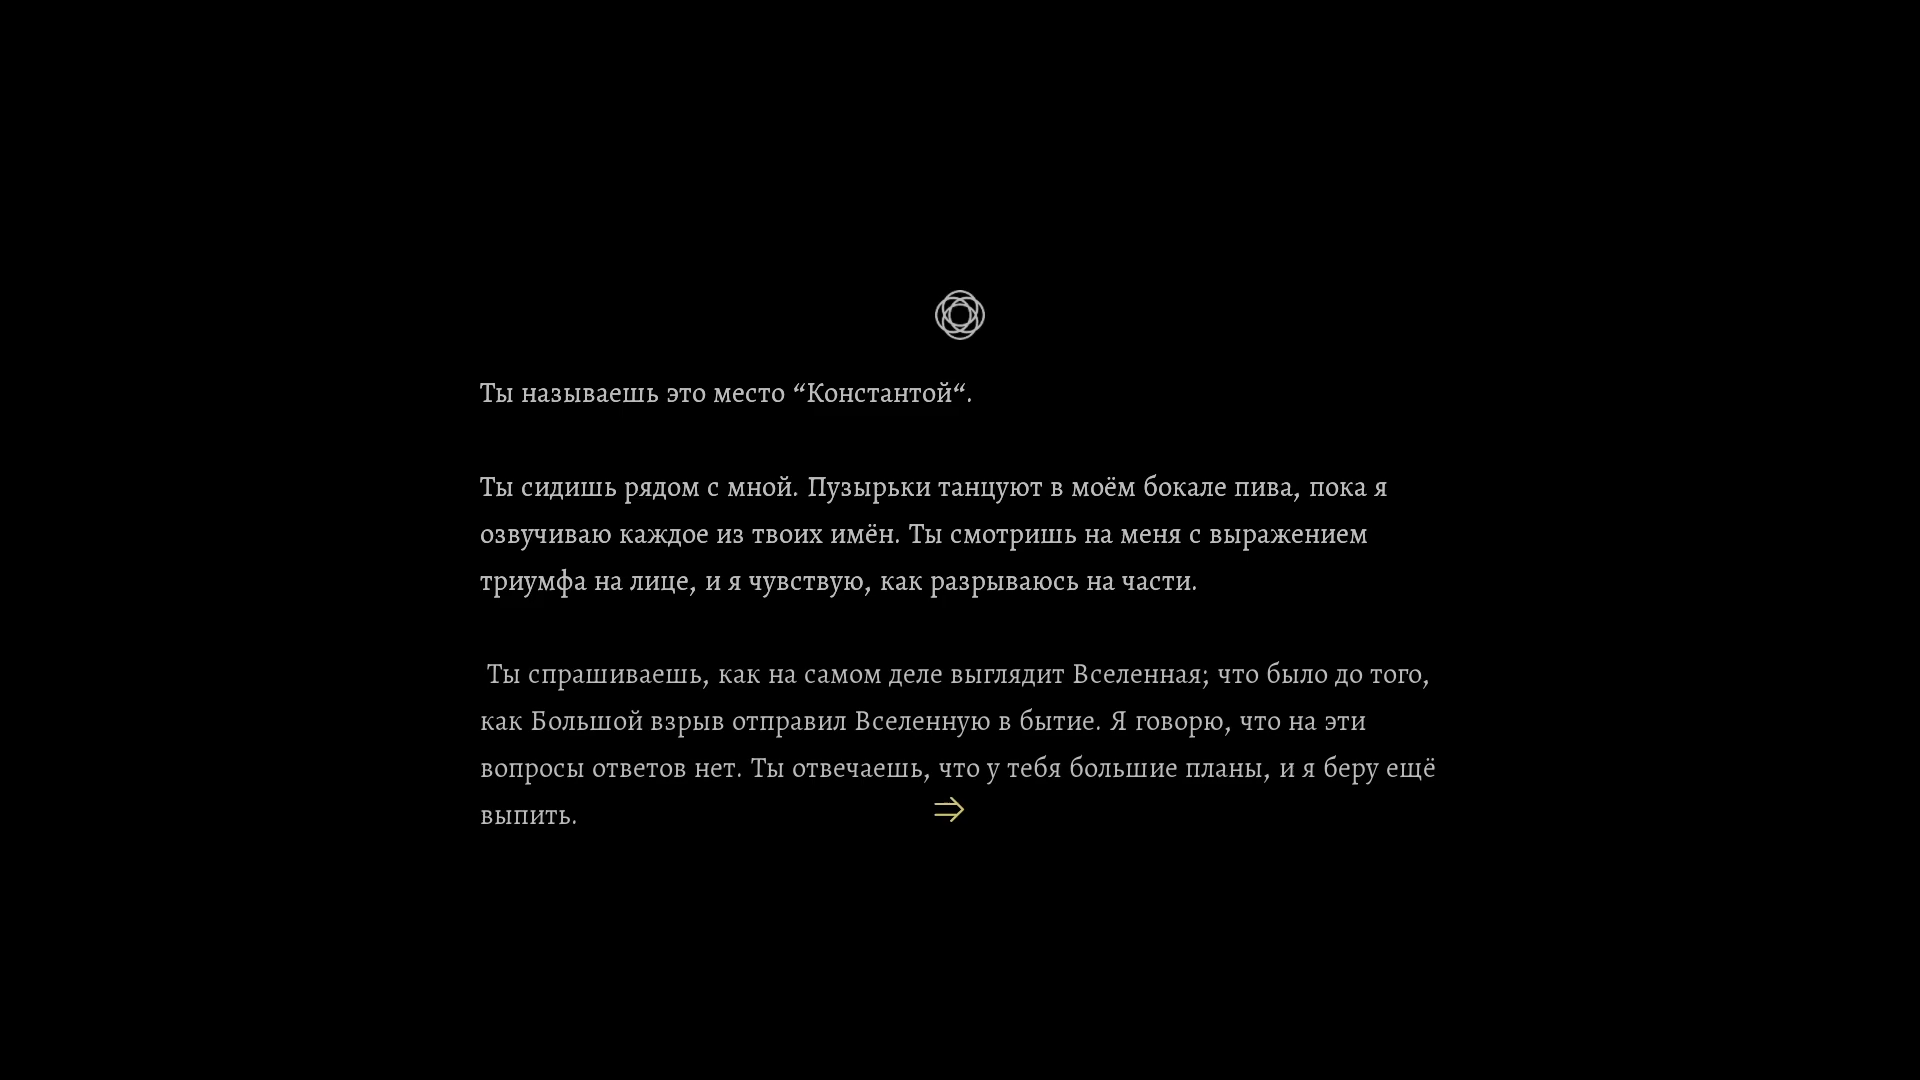 Ты называешь это место “Константой“.
Ты сидишь рядом с мной. Пузырьки танцуют в моём бокале пива, пока я
озвучиваю каждое из твоих имён. Ты смотришь на меня с выражением
триумфа на лице, и я чувствую, как разрываюсь на части.
Ты спрашиваешь, как на самом деле выглядит Вселенная; что было до того,
как Большой взрыв отправил Вселенную в бытие. Я говорю, что на эти
вопросы ответов нет. Ты отвечаешь, что у тебя большие планы, и я беру ещё
выпить.